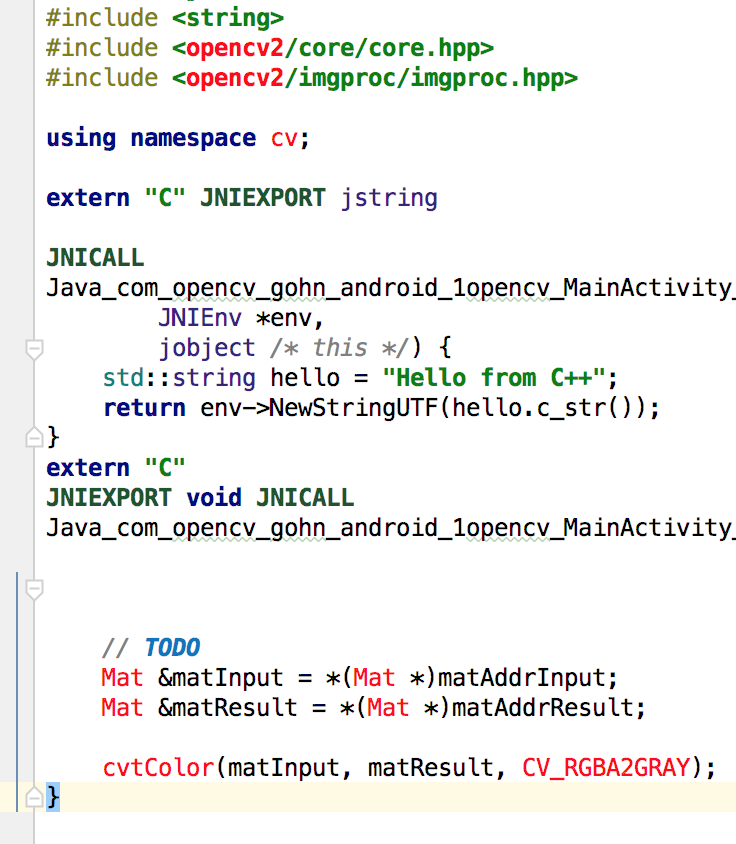 #include <string>
#include <opencv2/core/core.hpp>
#include <opencv2/imgproc/imgproc.hpp>
using namespace cv;
extern "C" JNIEXPORT jstring
JNICALL
Java_com_opencv_gohn_android_1opencv_MainActivity_
JNIEnv *env,
jobject /* this */) {
std::string hello = "Hello from C++";
return env->NewStringUTF(hello.c_str());
}
extern "C"
JNIEXPORT void JNICALL
Java_com_opencv_gohn_android_1opencv_MainActivity_
// TODO
Mat &matInput = *(Mat *)matAddrInput;
Mat &matResult = *(Mat *)matAddrResult;
cvtColor(matInput, matResult, CV_RGBA2GRAY);
}